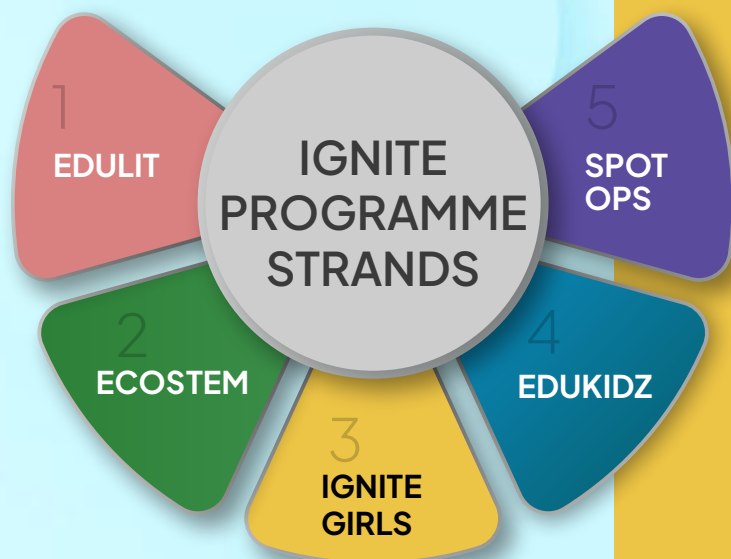 IGNITE
PROGRAMME
STRANDS
1
EDULIT
2
ECOSTEM
3
IGNITE
GIRLS
4
EDUKIDZ
5
SPOT
OPS